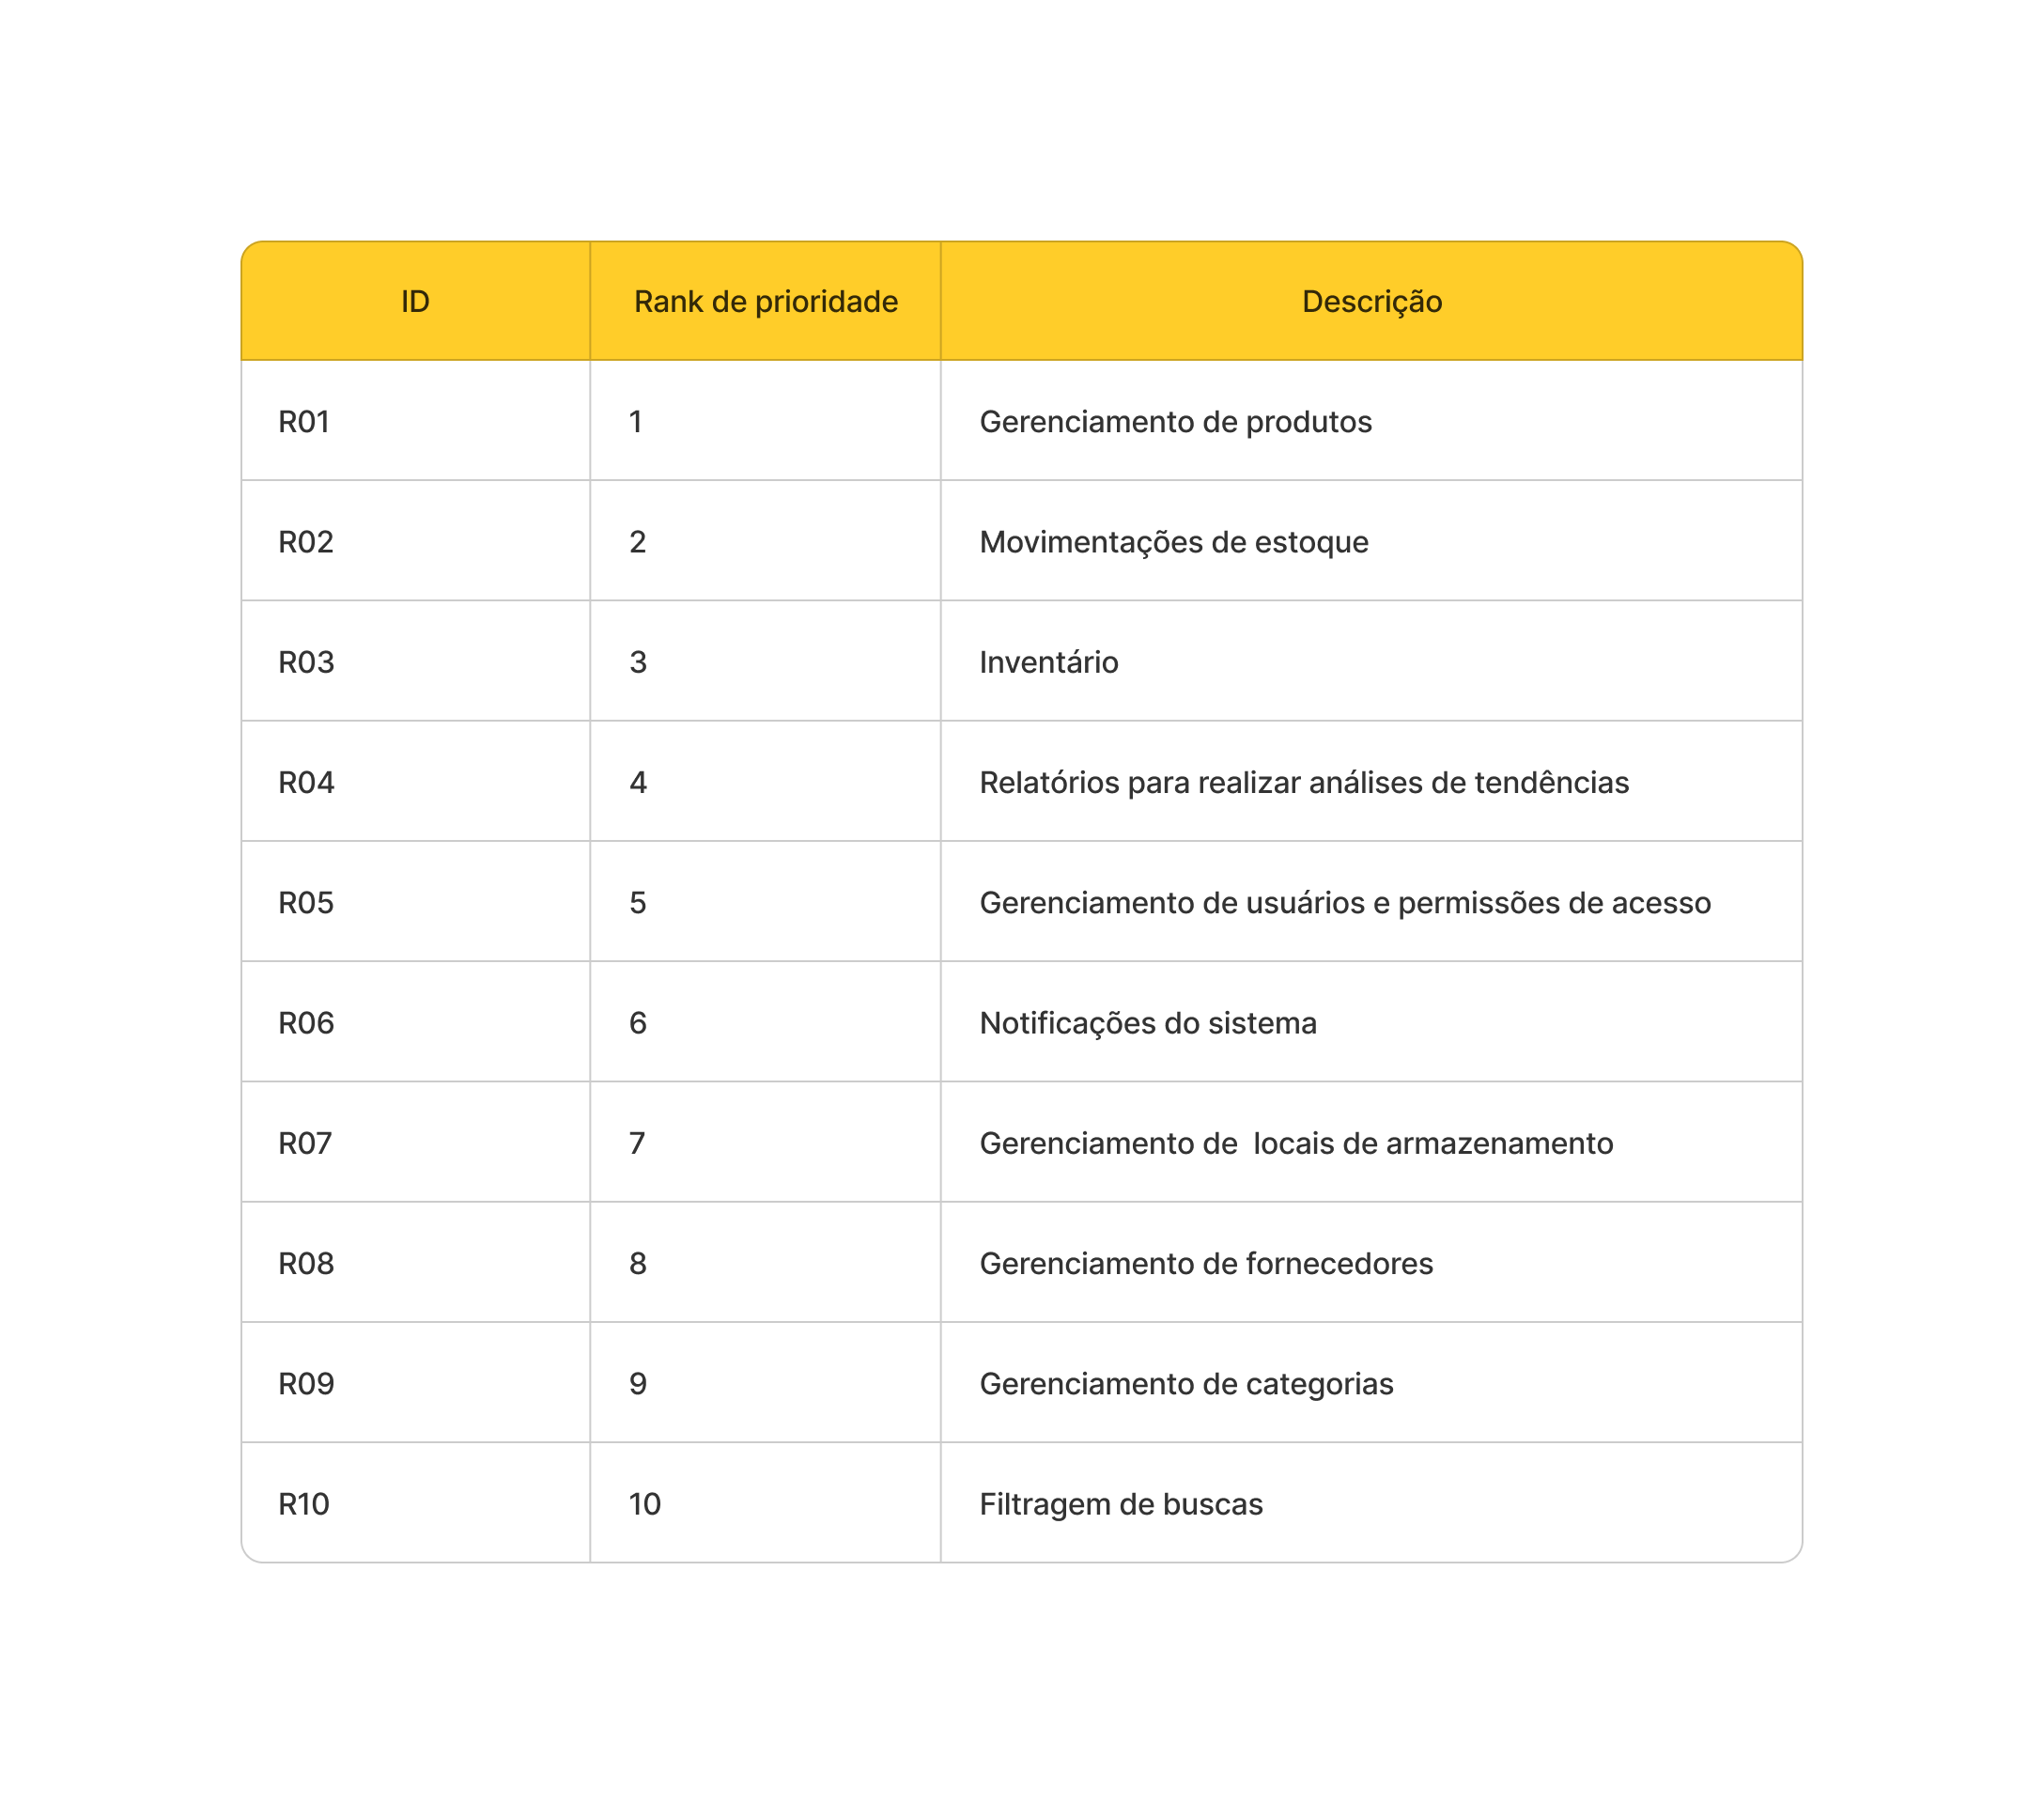 ID Rank de prioridade Descrição
R01 1 Gerenciamento de produtos
R02 2 Movimentações de estoque
R03 3 Inventário
R04 4 Relatórios para realizar análises de tendências
R05 5 Gerenciamento de usuários e permissões de acesso
R06 6 Notificações do sistema
R07 7 Gerenciamento de  locais de armazenamento
R08 8 Gerenciamento de fornecedores
R09 9 Gerenciamento de categorias
R10 10 Filtragem de buscas